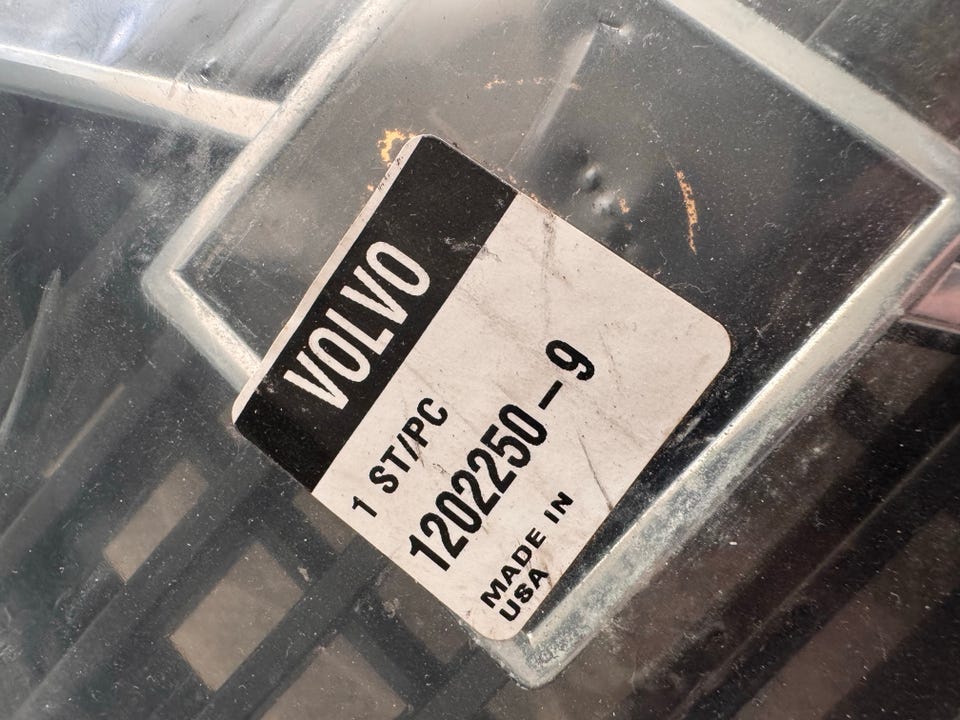 VOLVO
1 ST/PC
1202250-9
MADE IN
USA